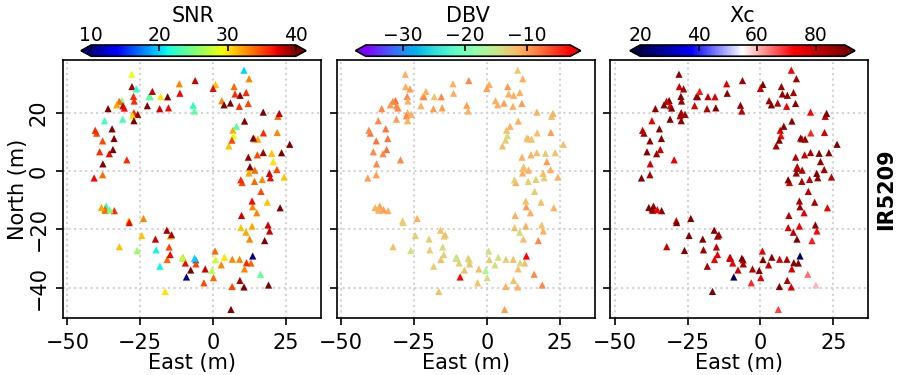 SNR DBV Xc
10 20 30 40 −30 −20 −10 20 40 60 80
North (m)
20
0
−20
−40
−50 −25 0 25 −50 −25 0 25 −50 −25 0 25
East (m) East (m) East (m)
IR5209